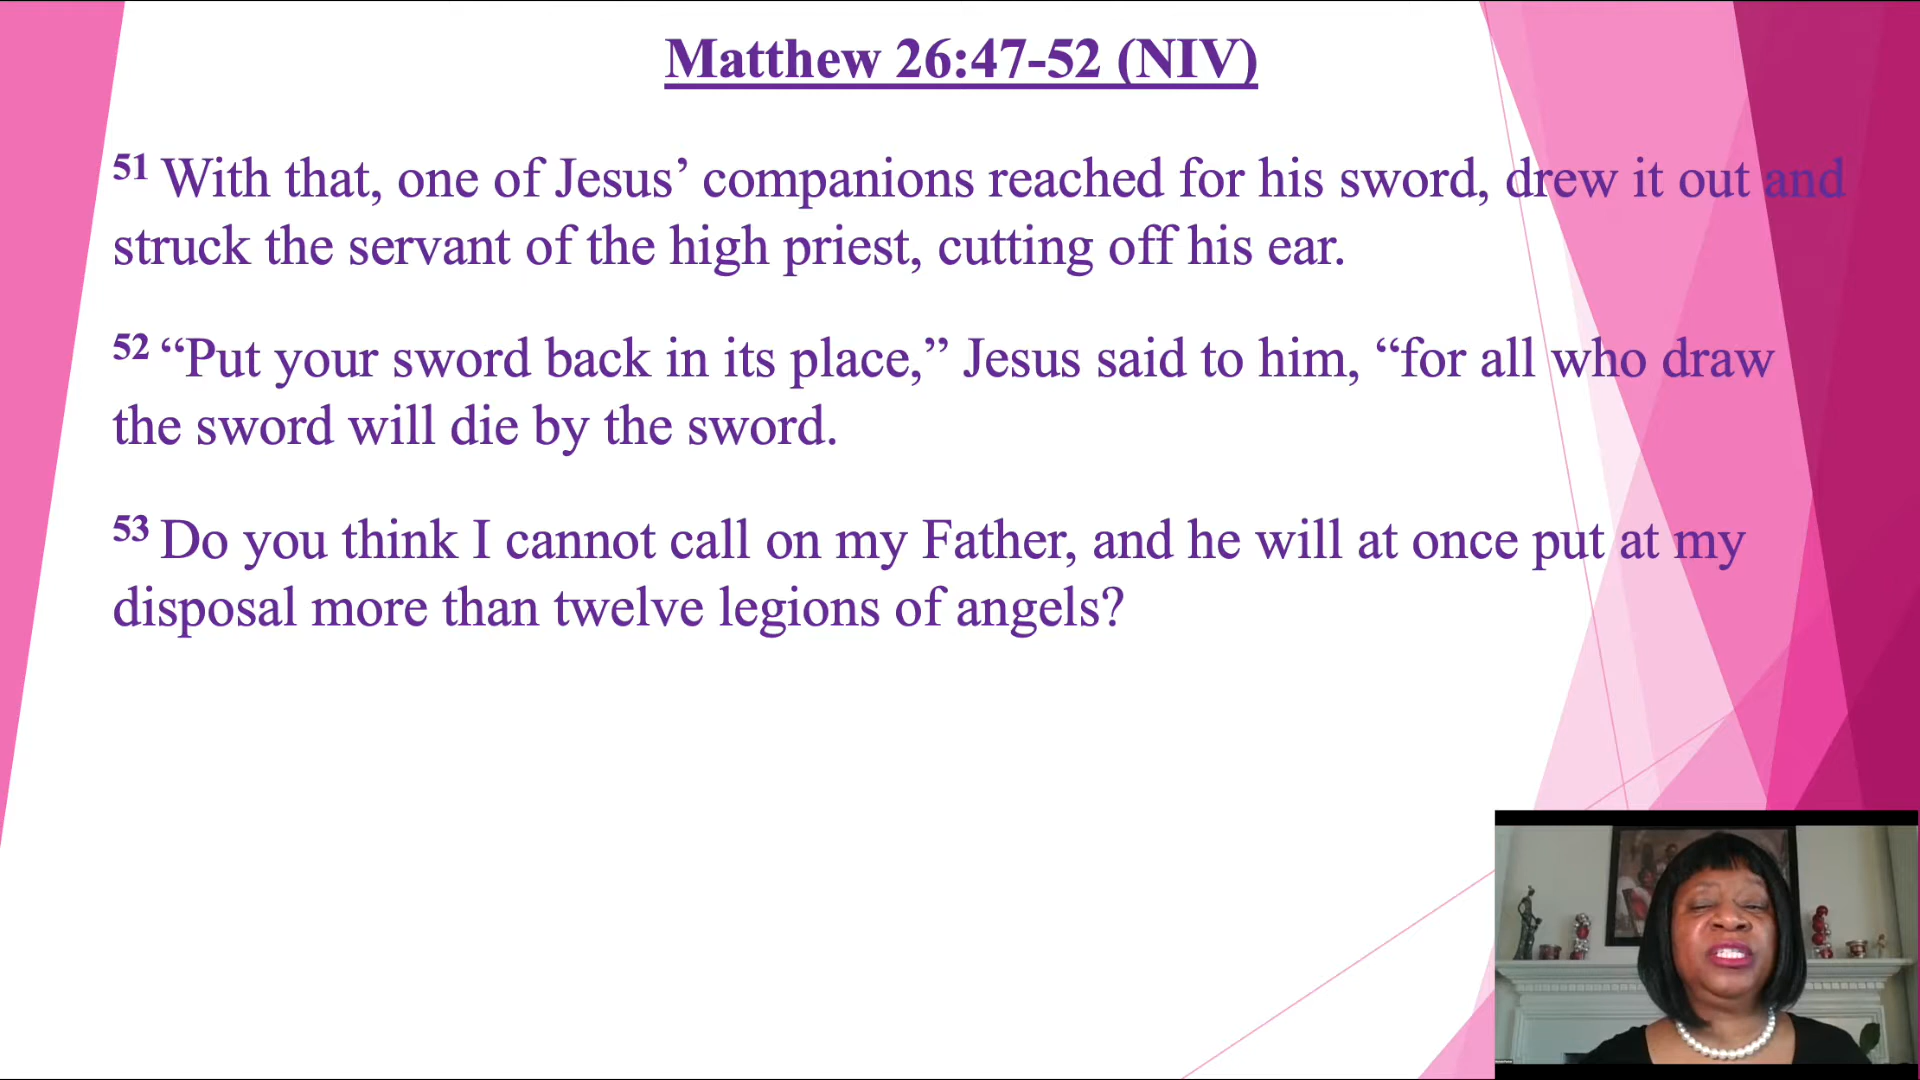 Matthew 26:47-52 (NIV)
51 With that, one of Jesus’ companions reached for his sword, drew it out and
struck the servant of the high priest, cutting off his ear.
52 “Put your sword back in its place,” Jesus said to him, “for all who draw
the sword will die by the sword.
53 Do you think I cannot call on my Father, and he will at once put at my
disposal more than twelve legions of angels?